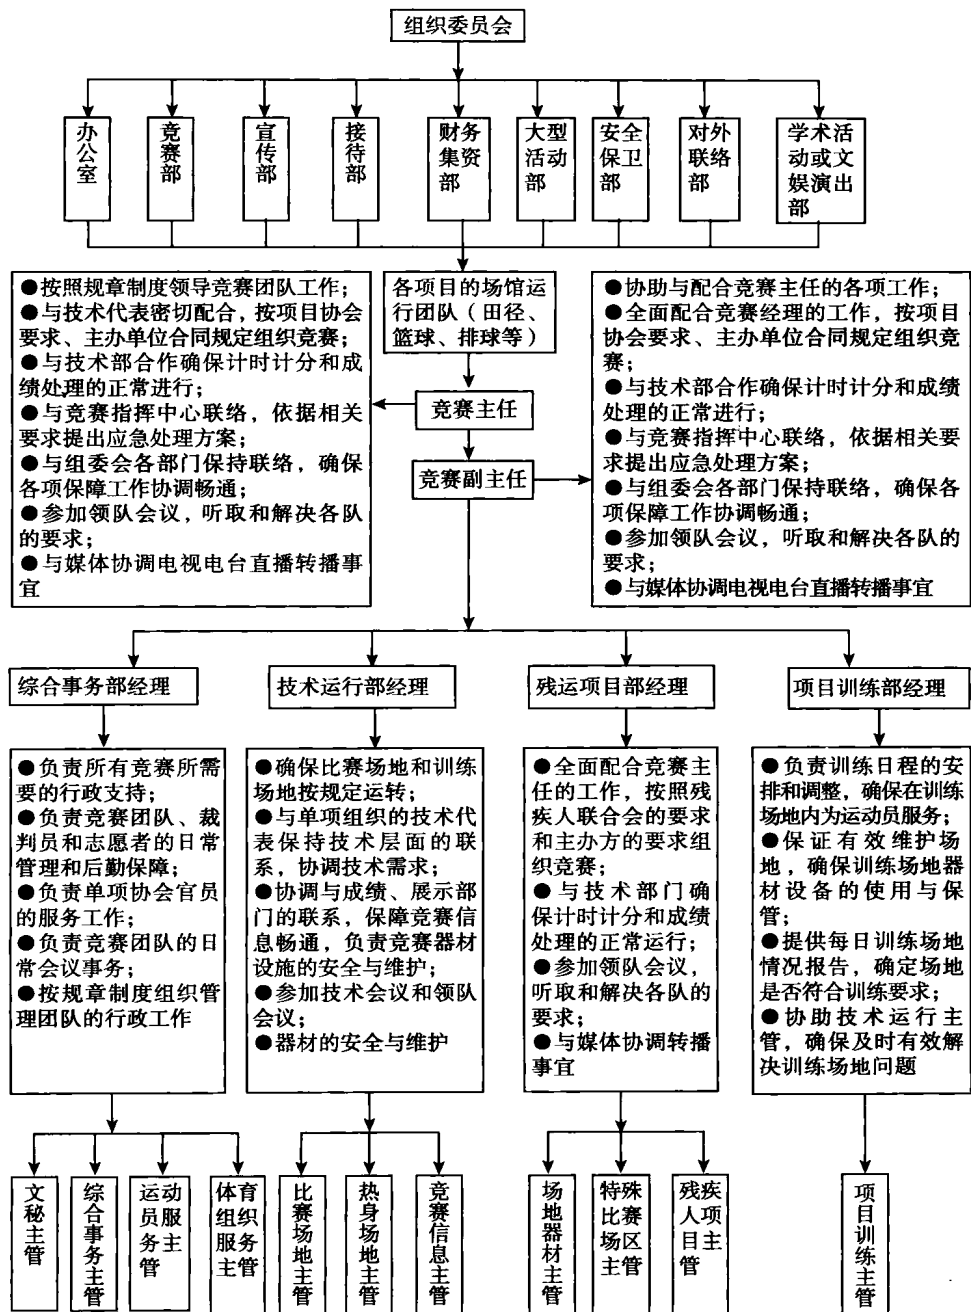 组织委员会
办公室
竞赛部
宣传部
接待部
财务
集资
部
大型
活动
部
安全
保卫
部
对外
联络
部
学术活
动或文
娱演出
部
●按照规章制度领导竞赛团队工作；
●与技术代表密切配合，按项目协会
要求、主办单位合同规定组织竞赛；
●与技术部合作确保计时计分和成
绩处理的正常进行；
●与竞赛指挥中心联络，依据相关
要求提出应急处理方案；
●与组委会各部门保持联络，确保
各项保障工作协调畅通；
●参加领队会议，听取和解决各队
的要求；
●与媒体协调电视电台直播转播事
宜
各项目的场馆运
行团队（田径、
篮球、排球等）
竞赛主任
竞赛副主任
●协助与配合竞赛主任的各项工作；
●全面配合竞赛经理的工作，按项目
协会要求、主办单位合同规定组织竞
赛；
●与技术部合作确保计时计分和成绩
处理的正常进行；
●与竞赛指挥中心联络，依据相关要
求提出应急处理方案；
●与组委会各部门保持联络，确保各
项保障工作协调畅通；
●参加领队会议，听取和解决各队的
要求；
●与媒体协调电视电台直播转播事宜
综合事务部经理
技术运行部经理
残运项目部经理
项目训练部经理
●负责所有竞赛所需
要的行政支持；
●负责竞赛团队、裁
判员和志愿者的日常
管理和后勤保障；
●负责单项协会官员
的服务工作；
●负责竞赛团队的日
常会议事务；
●按规章制度组织管
理团队的行政工作
●确保比赛场地和训练
场地按规定运转；
●与单项组织的技术代
表保持技术层面的联
系，协调技术需求；
●协调与成绩、展示部
门的联系，保障竞赛信
息畅通，负责竞赛器材
设施的安全与维护；
●参加技术会议和领队
会议；
●器材的安全与维护
●全面配合竞赛主
任的工作，按照残
疾人联合会的要求
和主办方的要求组
织竞赛；
●与技术部门确
保计时计分和成绩
处理的正常运行；
●参加领队会议，
听取和解决各队的
要求；
●与媒体协调转播
事宜
●负责训练日程的安
排和调整，确保在训练
场地内为运动员服务；
●保证有效维护场
地，确保训练场地器
材设备的使用与保
管；
●提供每日训练场地
情况报告，确定场地
是否符合训练要求；
●协助技术运行主
管，确保及时有效解
决训练场地问题
文秘主管
综合事务主管
运动
员服
务主
管
体育
组织
服务
主管
比赛场地主管
热身场地主管
竞赛信息主管
场地器材主管
特殊
比赛
场区
主管
残疾
人项
目主
管
项目训练主管